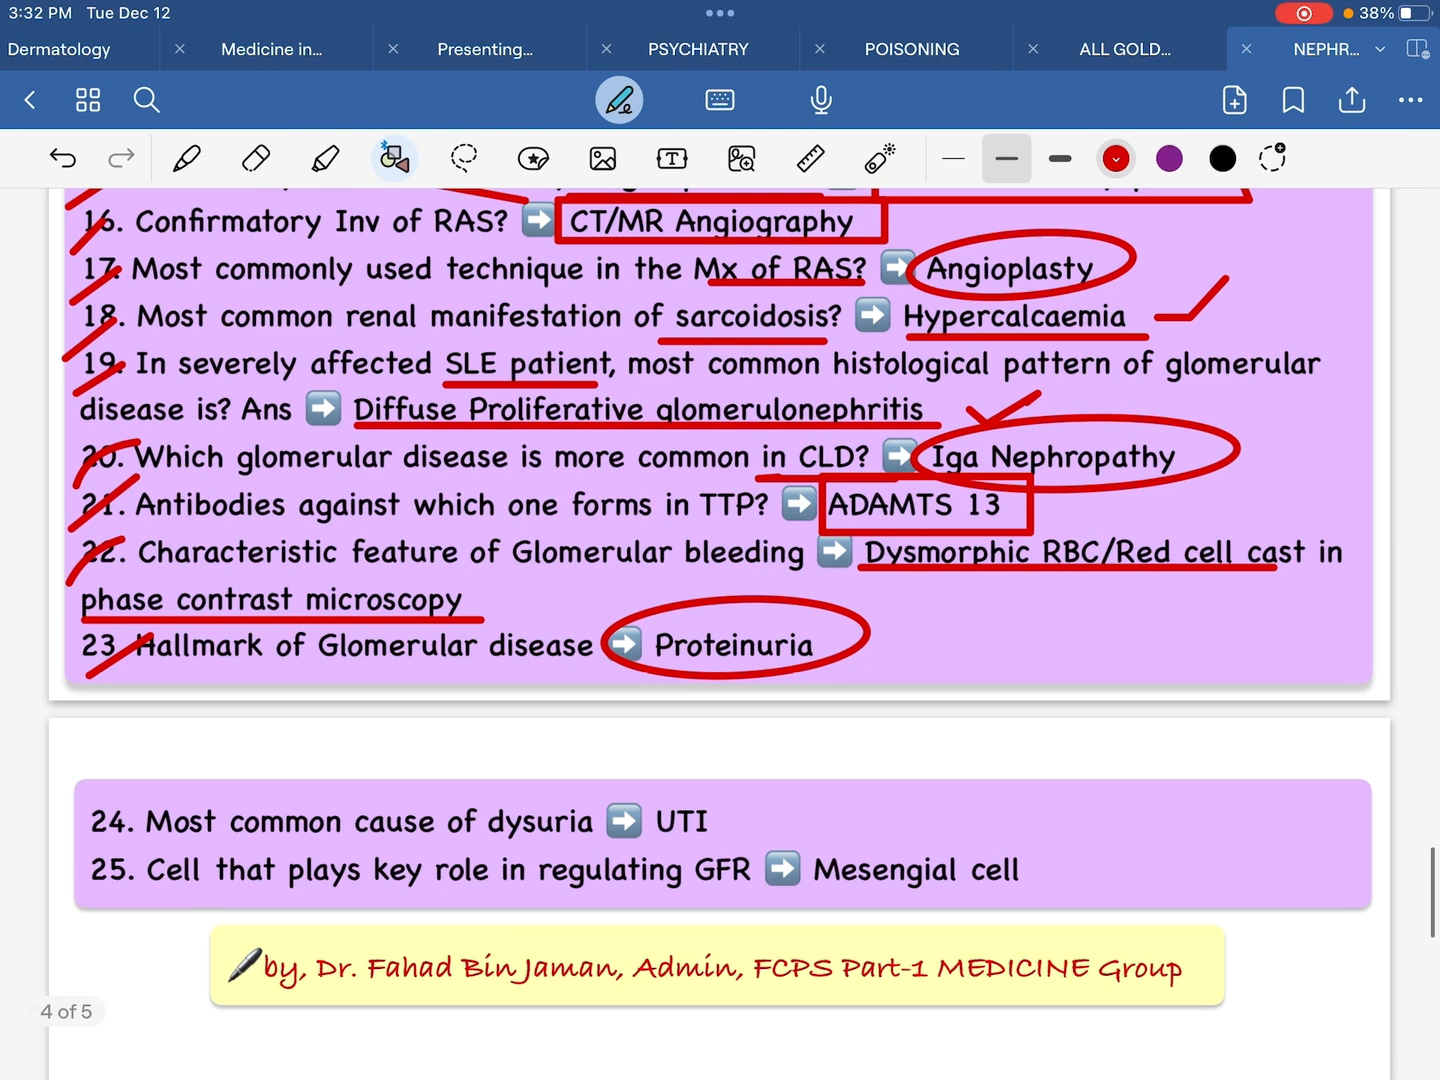 3:32 PM Tue Dec 12
38%
Dermatology
Medicine in...
Presenting...
PSYCHIATRY
POISONING
ALL GOLD...
NEPHR...
16. Confirmatory Inv of RAS? ➡️ CT/MR Angiography
17. Most commonly used technique in the Mx of RAS? ➡️ Angioplasty
18. Most common renal manifestation of sarcoidosis? ➡️ Hypercalcaemia
19. In severely affected SLE patient, most common histological pattern of glomerular
disease is? Ans ➡️ Diffuse Proliferative glomerulonephritis
20. Which glomerular disease is more common in CLD? ➡️ Iga Nephropathy
21. Antibodies against which one forms in TTP? ➡️ ADAMTS 13
22. Characteristic feature of Glomerular bleeding ➡️ Dysmorphic RBC/Red cell cast in
phase contrast microscopy
23. Hallmark of Glomerular disease ➡️ Proteinuria
24. Most common cause of dysuria ➡️ UTI
25. Cell that plays key role in regulating GFR ➡️ Mesengial cell
🖋️by, Dr. Fahad Bin Jaman, Admin, FCPS Part-1 MEDICINE Group
4 of 5